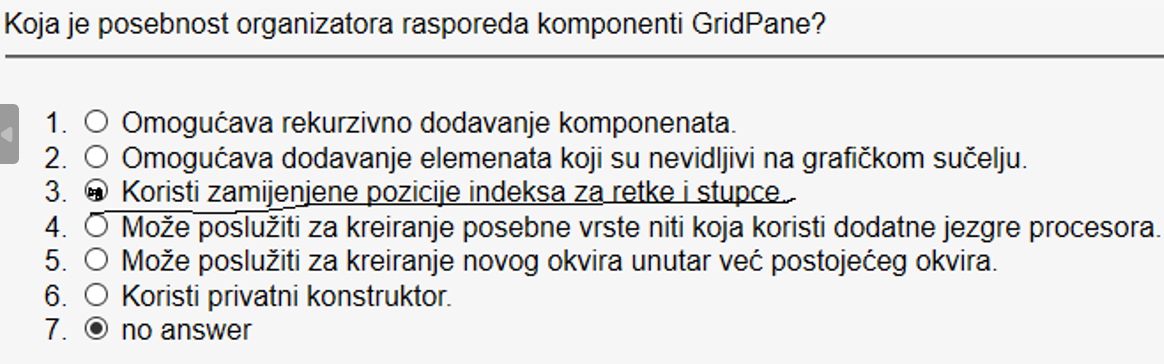 Koja je posebnost organizatora rasporeda komponenti GridPane?
1. Omogućava rekurzivno dodavanje komponenata.
2. Omogućava dodavanje elemenata koji su nevidljivi na grafičkom sučelju.
3. Koristi zamijenjene pozicije indeksa za retke i stupce.
4. Može poslužiti za kreiranje posebne vrste niti koja koristi dodatne jezgre procesora.
5. Može poslužiti za kreiranje novog okvira unutar već postojećeg okvira.
6. Koristi privatni konstruktor.
7. no answer